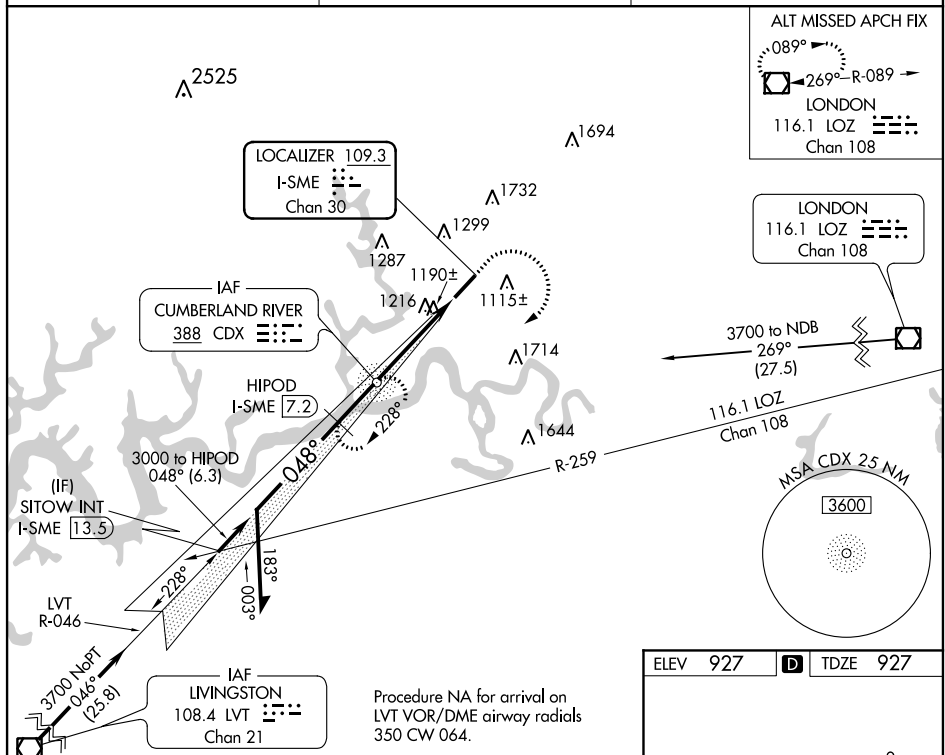 ALT MISSED APCH FIX
089°
269° R-089
LONDON
116.1 LOZ
Chan 108
2525
1694
LOCALIZER 109.3
I-SME
Chan 30
1732
1299
1287
LONDON
116.1 LOZ
Chan 108
1190±
1216
1115±
IAF
CUMBERLAND RIVER
388 CDX
3700 to NDB
269°
(27.5)
1714
HIPOD
I-SME 7.2
228°
116.1 LOZ
Chan 108
1644
3000 to HIPOD
048° (6.3)
048°
R-259
(IF)
SITOW INT
I-SME 13.5
MSA CDX 25 NM
3600
228°
183°
003°
LVT
R-046
3700 NoPT
046°
(25.8)
IAF
LIVINGSTON
108.4 LVT
Chan 21
Procedure NA for arrival on
LVT VOR/DME airway radials
350 CW 064.
ELEV 927 D TDZE 927